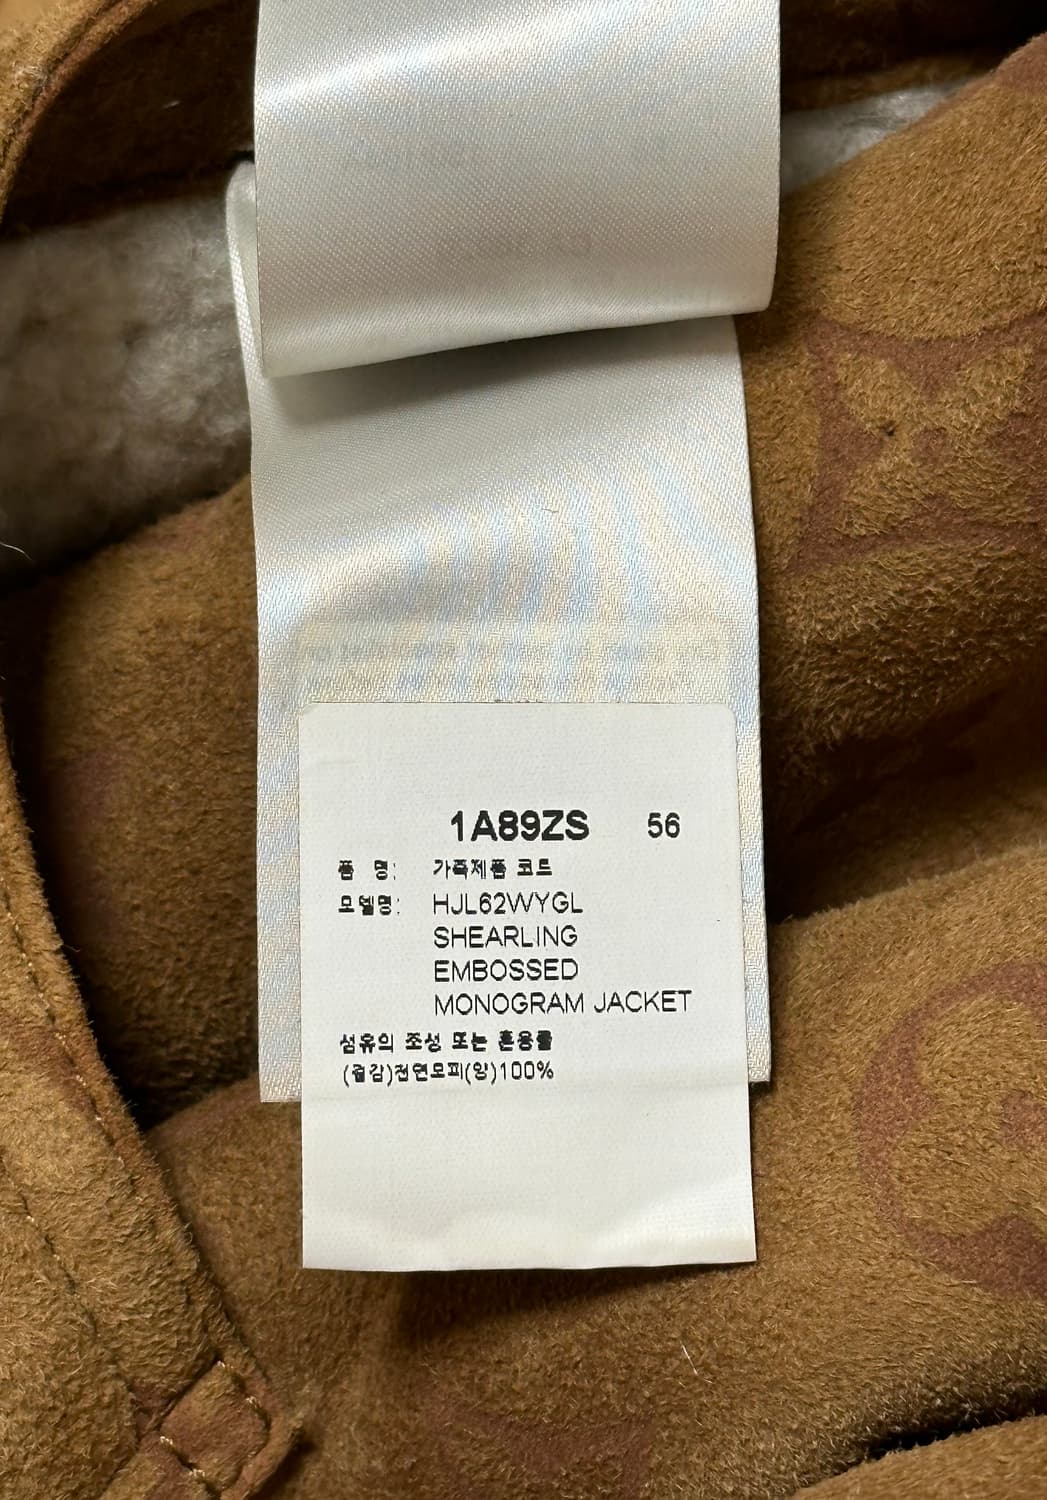 1A89ZS 56
품 명: 가죽제품 코트
모델명: HJL62WYGL
SHEARLING
EMBOSSED
MONOGRAM JACKET
섬유의 조성 또는 혼용률
(겉감)천연모피(양)100%